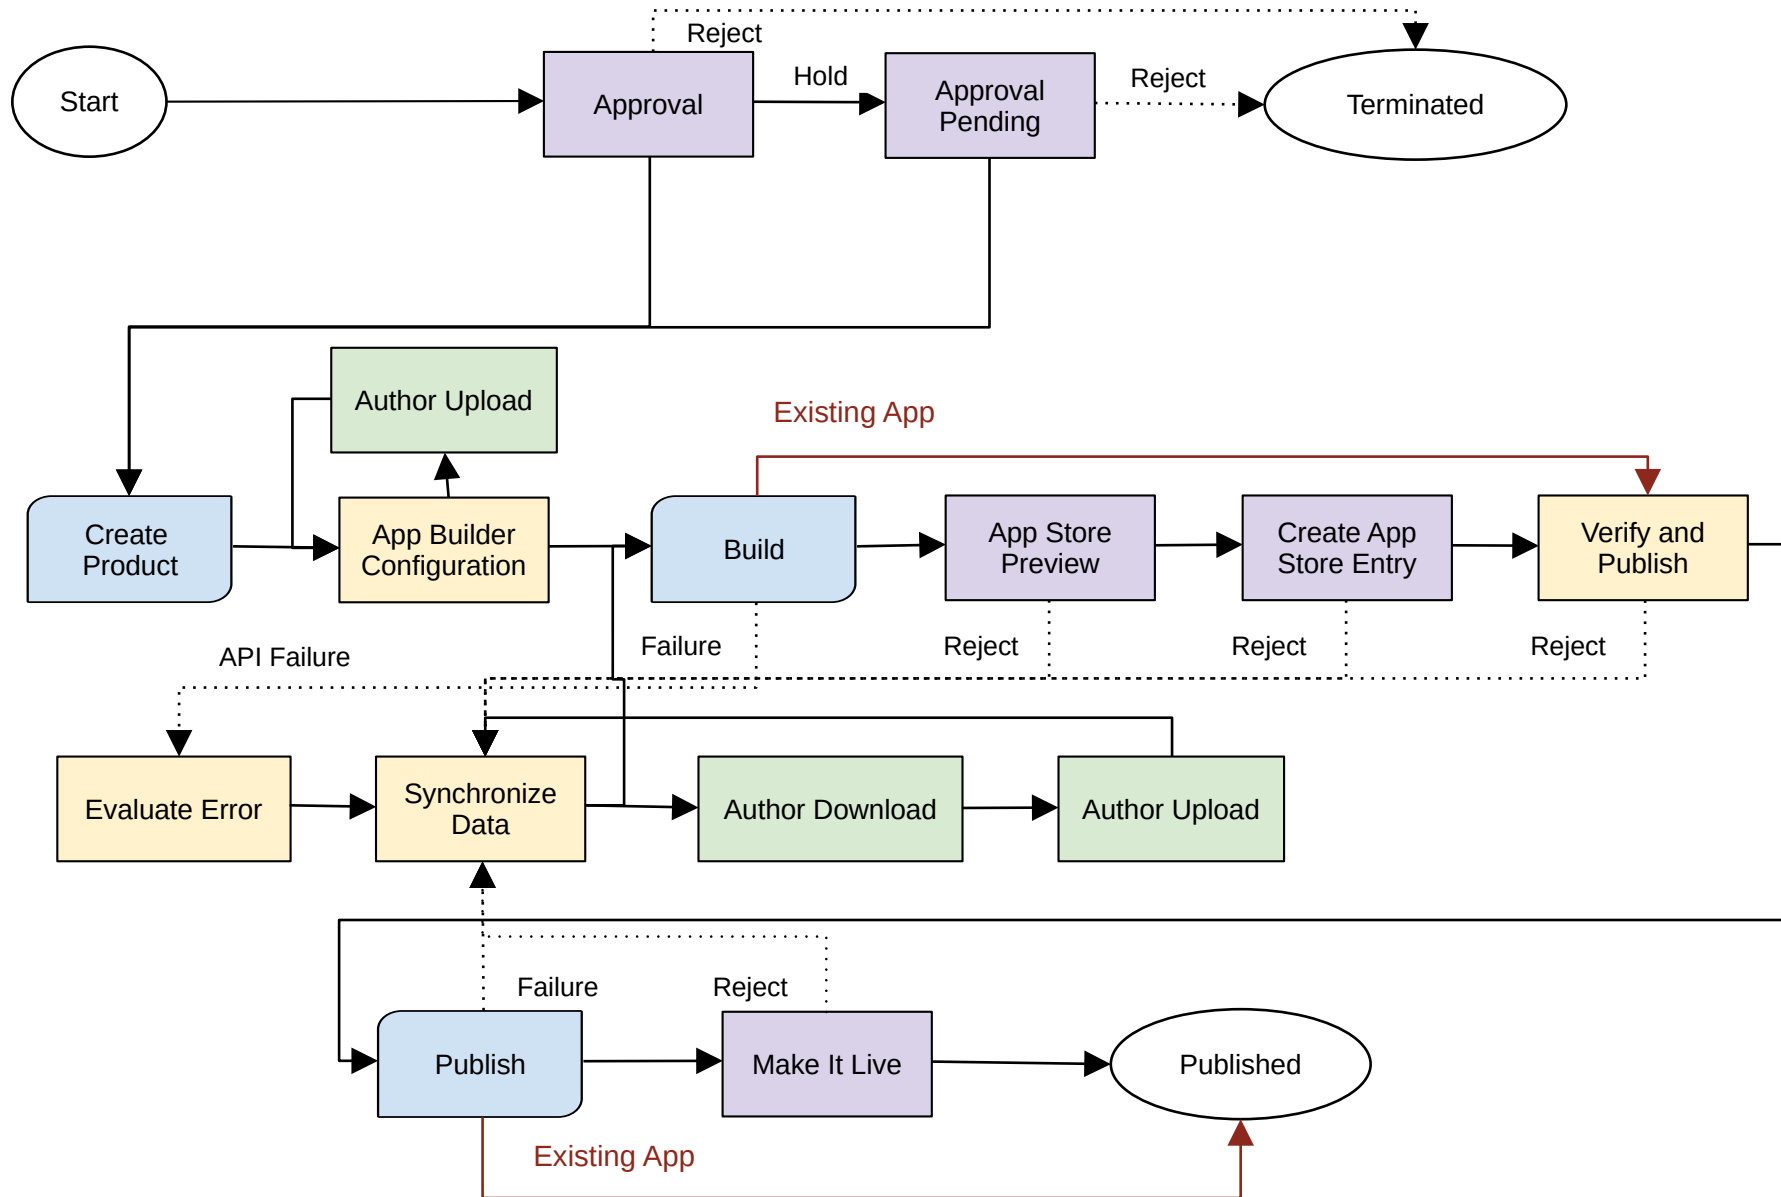 Reject
Start
Approval
Hold
Approval
Pending
Reject
Terminated
Author Upload
Existing App
Create
Product
App Builder
Configuration
Build
App Store
Preview
Create App
Store Entry
Verify and
Publish
API Failure
Failure
Reject
Reject
Reject
Evaluate Error
Synchronize
Data
Author Download
Author Upload
Failure
Reject
Publish
Make It Live
Published
Existing App